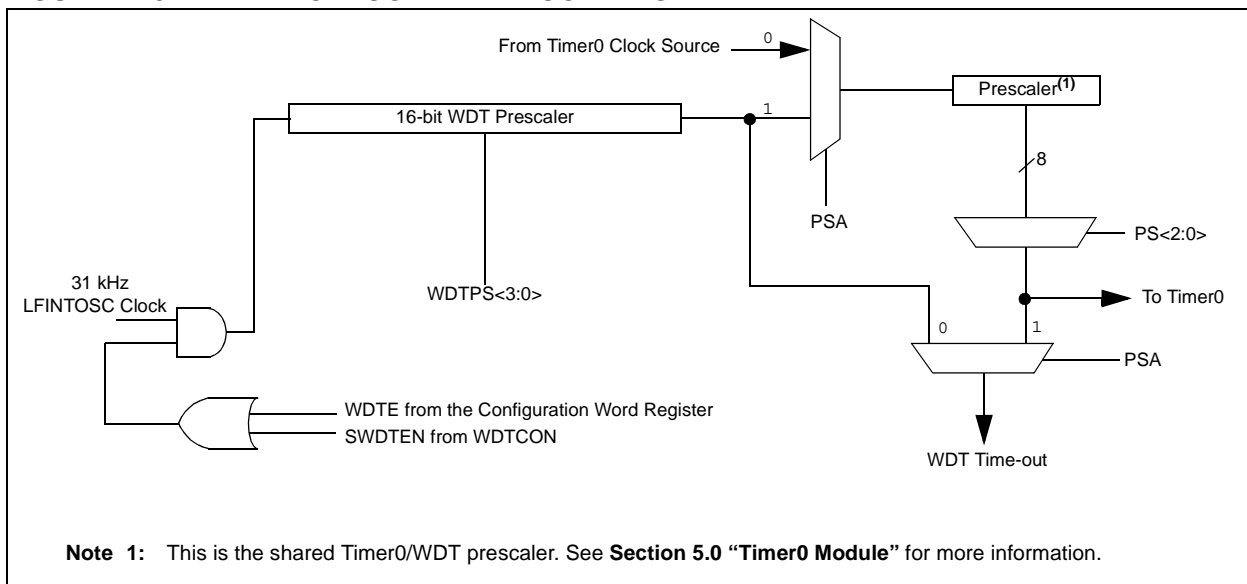 From Timer0 Clock Source
0
Prescaler(1)
16-bit WDT Prescaler
1
8
PSA
PS<2:0>
31 kHz
LFINTOSC Clock
WDTPS<3:0>
To Timer0
0
1
PSA
WDTE from the Configuration Word Register
SWDTEN from WDTCON
WDT Time-out
Note 1: This is the shared Timer0/WDT prescaler. See Section 5.0 “Timer0 Module” for more information.